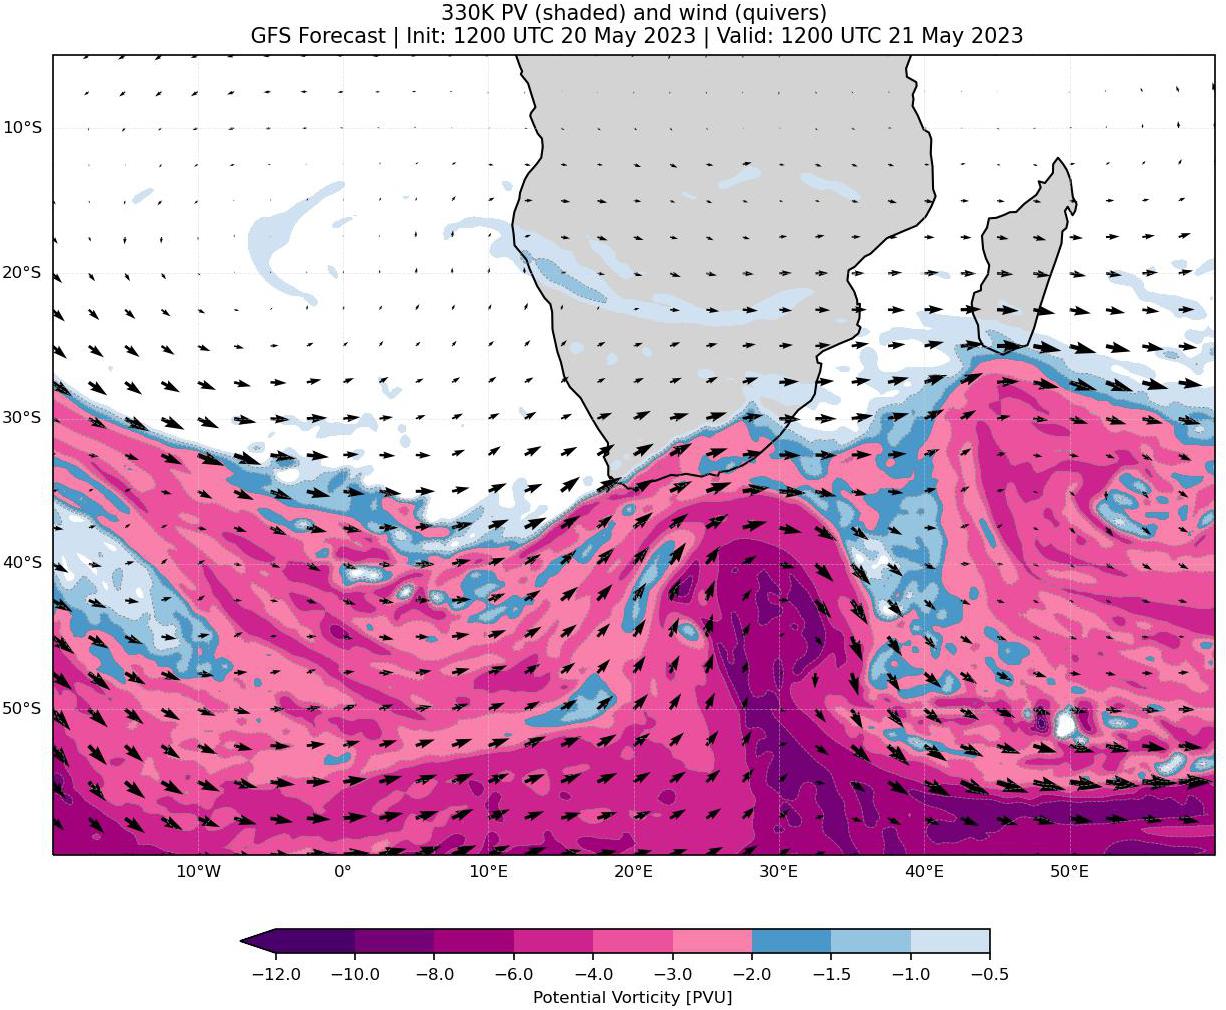 330K PV (shaded) and wind (quivers)
GFS Forecast | Init: 1200 UTC 20 May 2023 | Valid: 1200 UTC 21 May 2023
10°S
20°S
30°S
40°S
50°S
10°W 0° 10°E 20°E 30°E 40°E 50°E
−12.0 −10.0 −8.0 −6.0 −4.0 −3.0 −2.0 −1.5 −1.0 −0.5
Potential Vorticity [PVU]